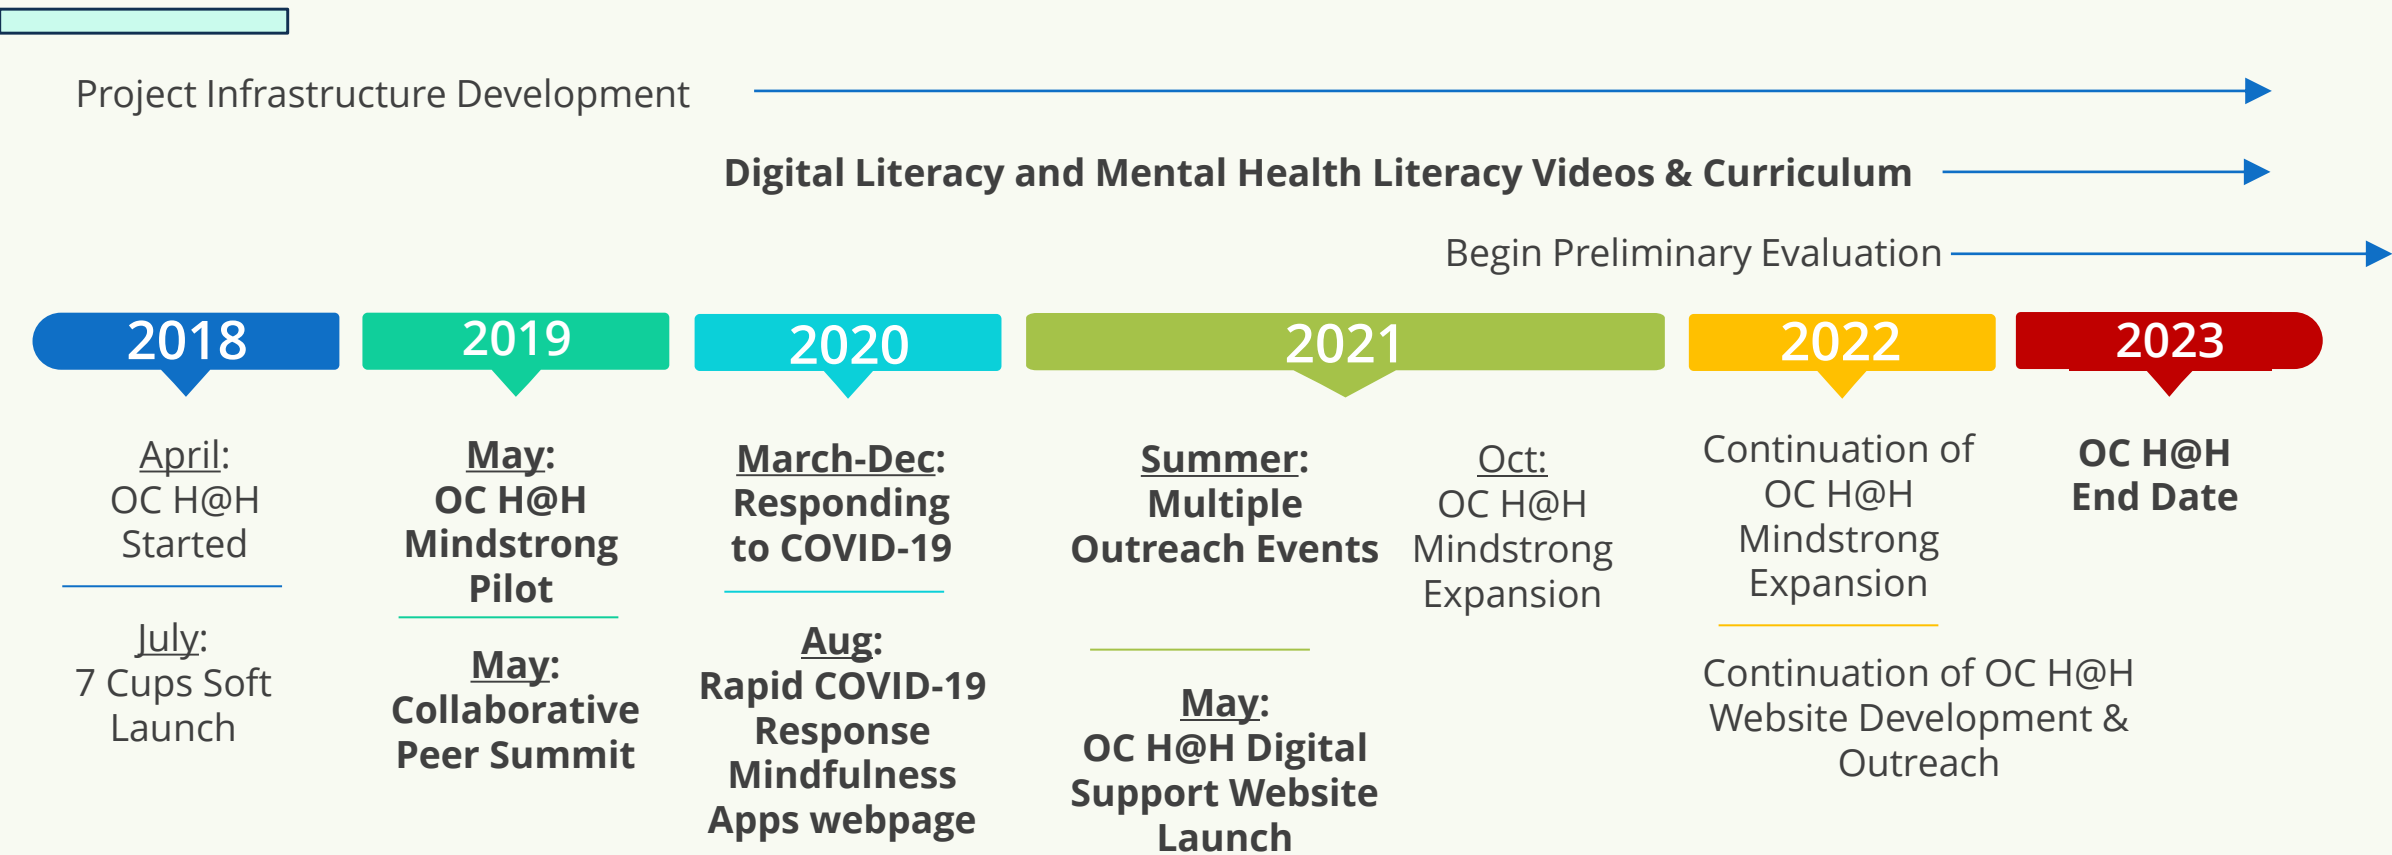 Project Infrastructure Development
Digital Literacy and Mental Health Literacy Videos & Curriculum
Begin Preliminary Evaluation
2018
April:
OC H@H
Started
July:
7 Cups Soft
Launch
2019
May:
OC H@H
Mindstrong
Pilot
May:
Collaborative
Peer Summit
2020
March-Dec:
Responding
to COVID-19
Aug:
Rapid COVID-19
Response
Mindfulness
Apps webpage
2021
Summer:
Multiple
Outreach Events
May:
OC H@H Digital
Support Website
Launch
Oct:
OC H@H
Mindstrong
Expansion
2022
Continuation of
OC H@H
Mindstrong
Expansion
Continuation of OC H@H
Website Development &
Outreach
2023
OC H@H
End Date